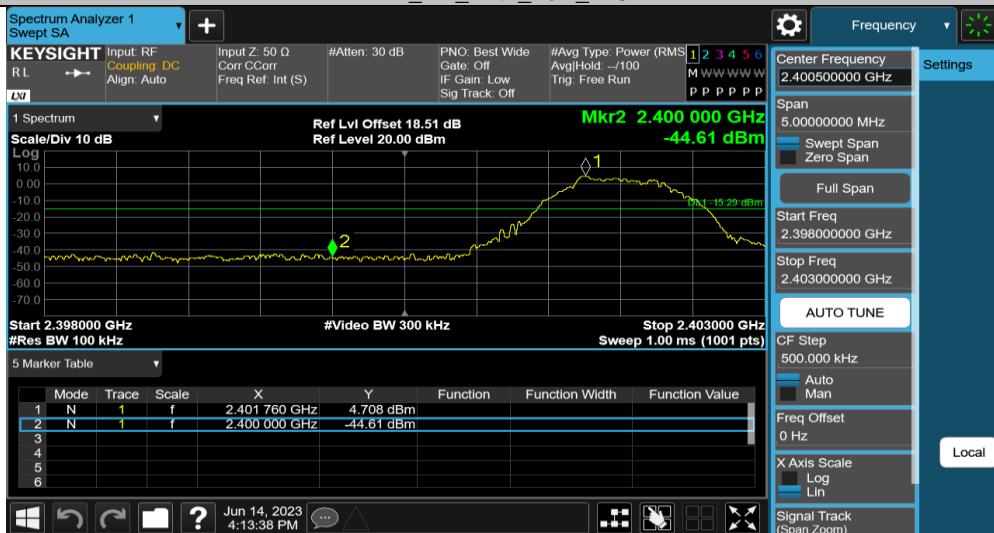 Spectrum Analyzer 1
Swept SA
Frequency
KEYSIGHT
RL
LXI
Input: RF
Coupling: DC
Align: Auto
Input Z: 50 Ω
Corr CCorr
Freq Ref: Int (S)
#Atten: 30 dB
PNO: Best Wide
Gate: Off
IF Gain: Low
Sig Track: Off
#Avg Type: Power (RMS
Avg|Hold: --/100
Trig: Free Run
1 2 3 4 5 6
M W W W W W
P P P P P P
Center Frequency
2.400500000 GHz
Settings
Span
5.00000000 MHz
Swept Span
Zero Span
Full Span
Start Freq
2.398000000 GHz
Stop Freq
2.403000000 GHz
AUTO TUNE
CF Step
500.000 kHz
Auto
Man
Freq Offset
0 Hz
X Axis Scale
Log
Lin
Signal Track
(Span Zoom)
Local
1 Spectrum
Scale/Div 10 dB
Ref Lvl Offset 18.51 dB
Ref Level 20.00 dBm
Mkr2 2.400 000 GHz
-44.61 dBm
Log
10.0
0.00
-10.0
-20.0
-30.0
-40.0
-50.0
-60.0
-70.0
1
DL1 -15.29 dBm
2
Start 2.398000 GHz
#Video BW 300 kHz
Stop 2.403000 GHz
#Res BW 100 kHz
Sweep 1.00 ms (1001 pts)
5 Marker Table
Mode Trace Scale X Y Function Function Width Function Value
1 N 1 f 2.401 760 GHz 4.708 dBm
2 N 1 f 2.400 000 GHz -44.61 dBm
3
4
5
6
?
Jun 14, 2023
4:13:38 PM